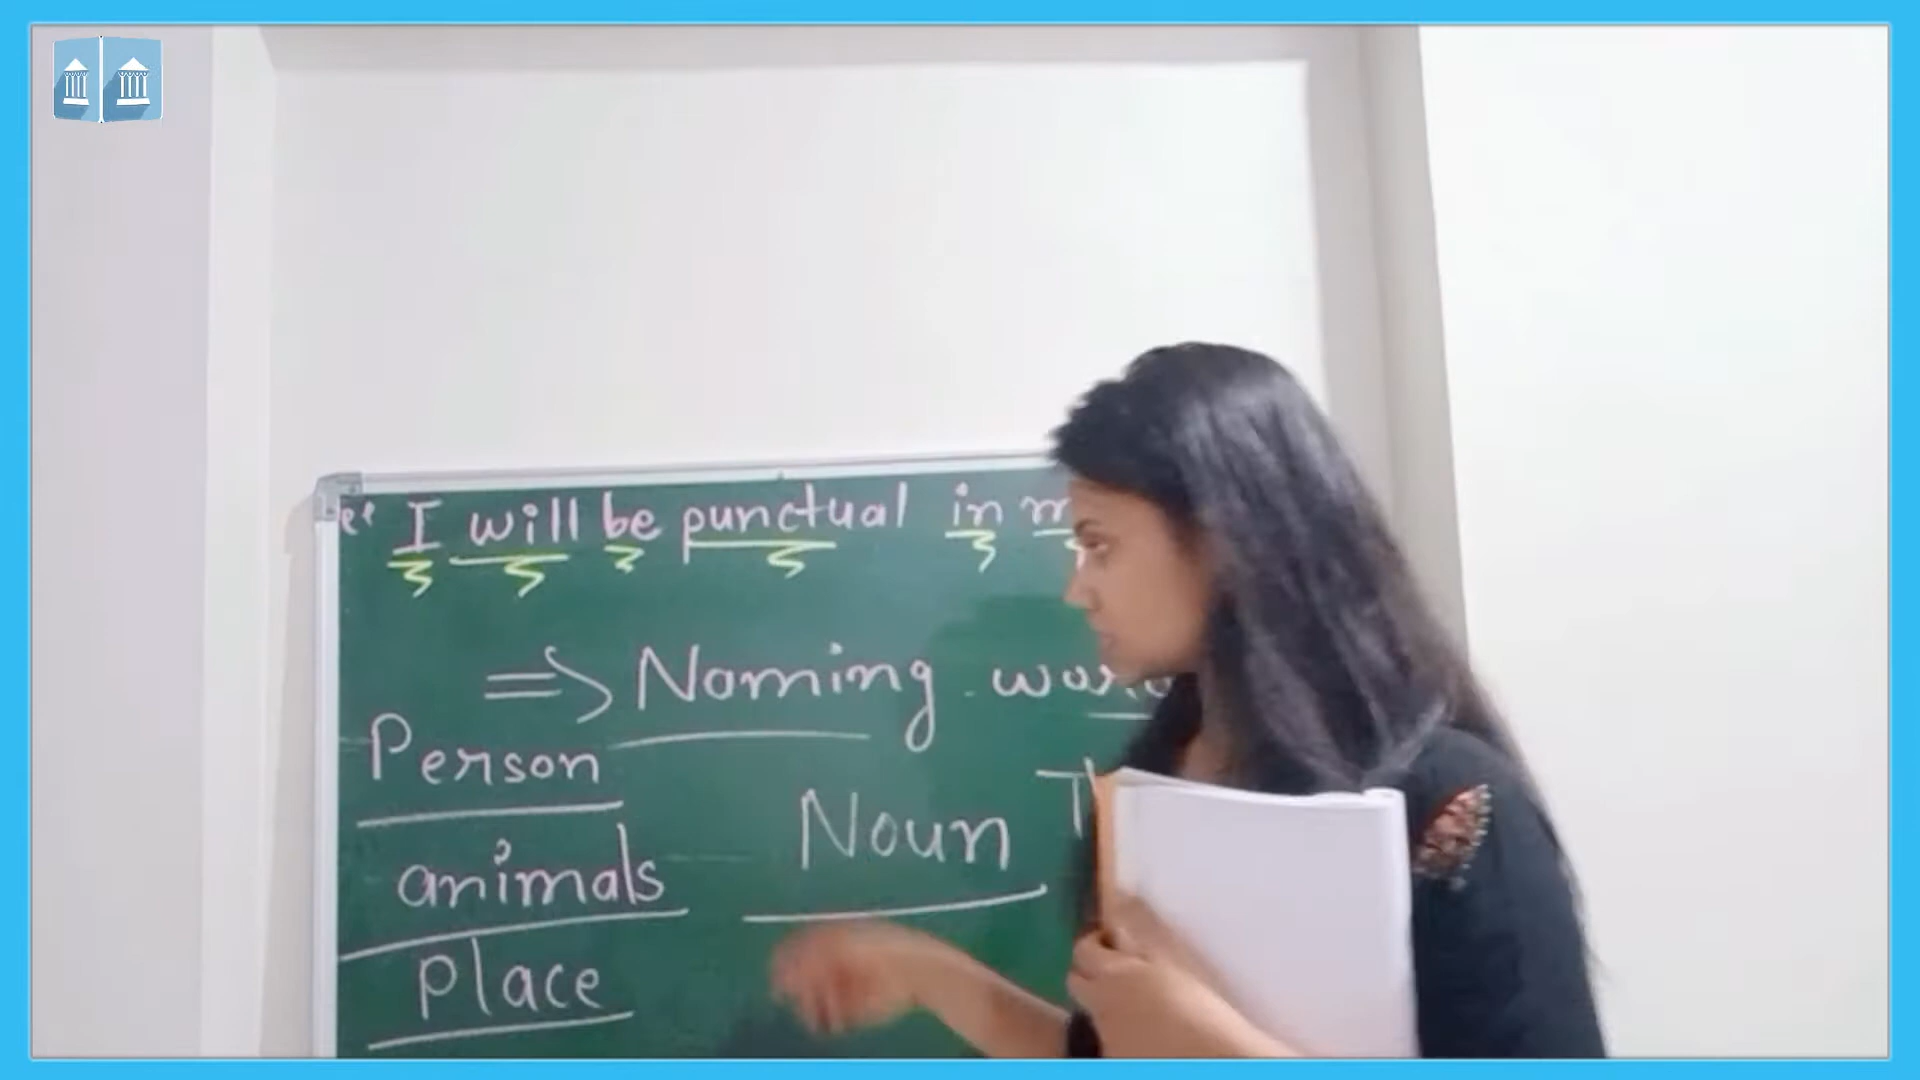 I will be punctual in
=> Naming
Person
Noun
animals
Place